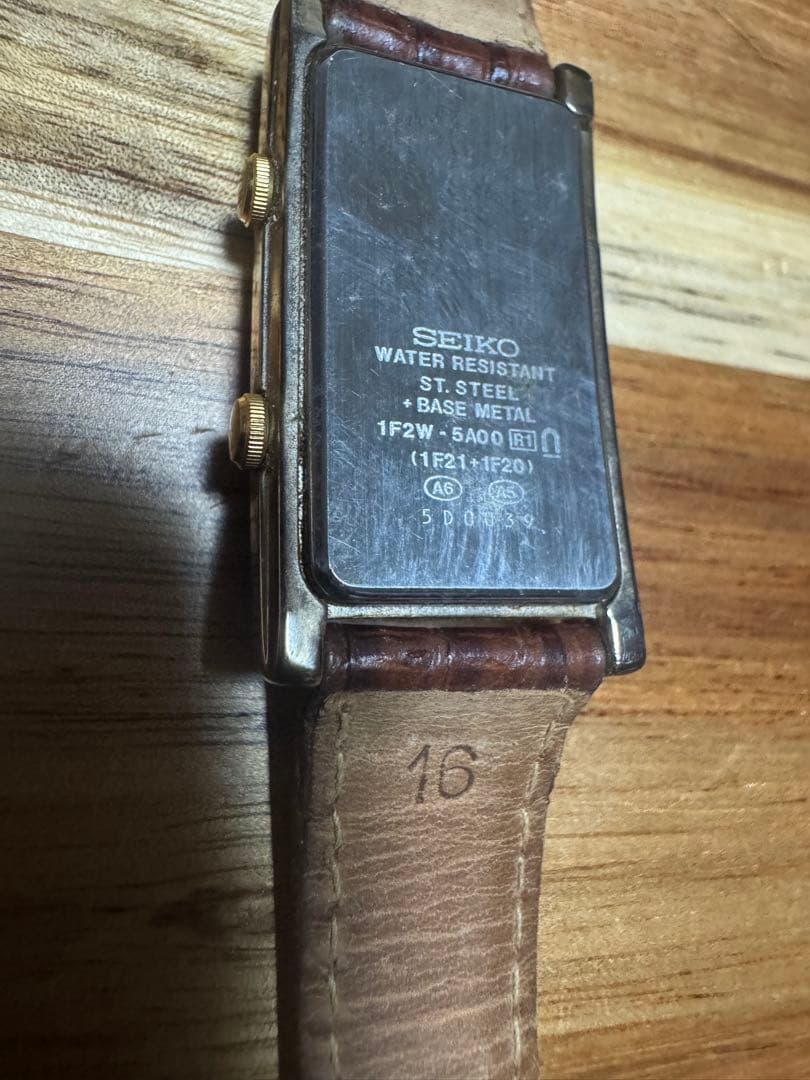 SEIKO
WATER RESISTANT
ST. STEEL
+ BASE METAL
1F2W - 5A00 R1
(1F21+1F20)
A6 A5
5D0039
16